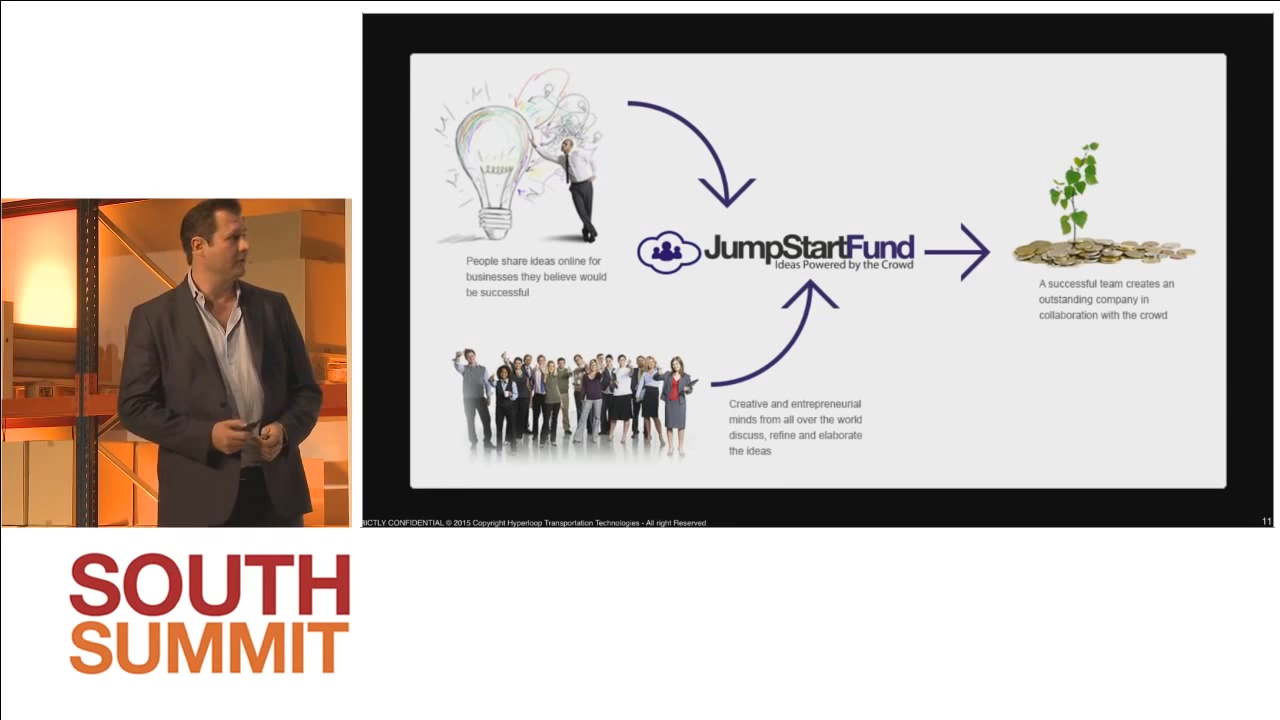 People share ideas online for
businesses they believe would
be successful
JumpStartFund
Ideas Powered by the Crowd
A successful team creates an
outstanding company in
collaboration with the crowd
Creative and entrepreneurial
minds from all over the world
discuss, refine and elaborate
the ideas
RICTLY CONFIDENTIAL © 2015 Copyright Hyperloop Transportation Technologies - All right Reserved
11
SOUTH
SUMMIT